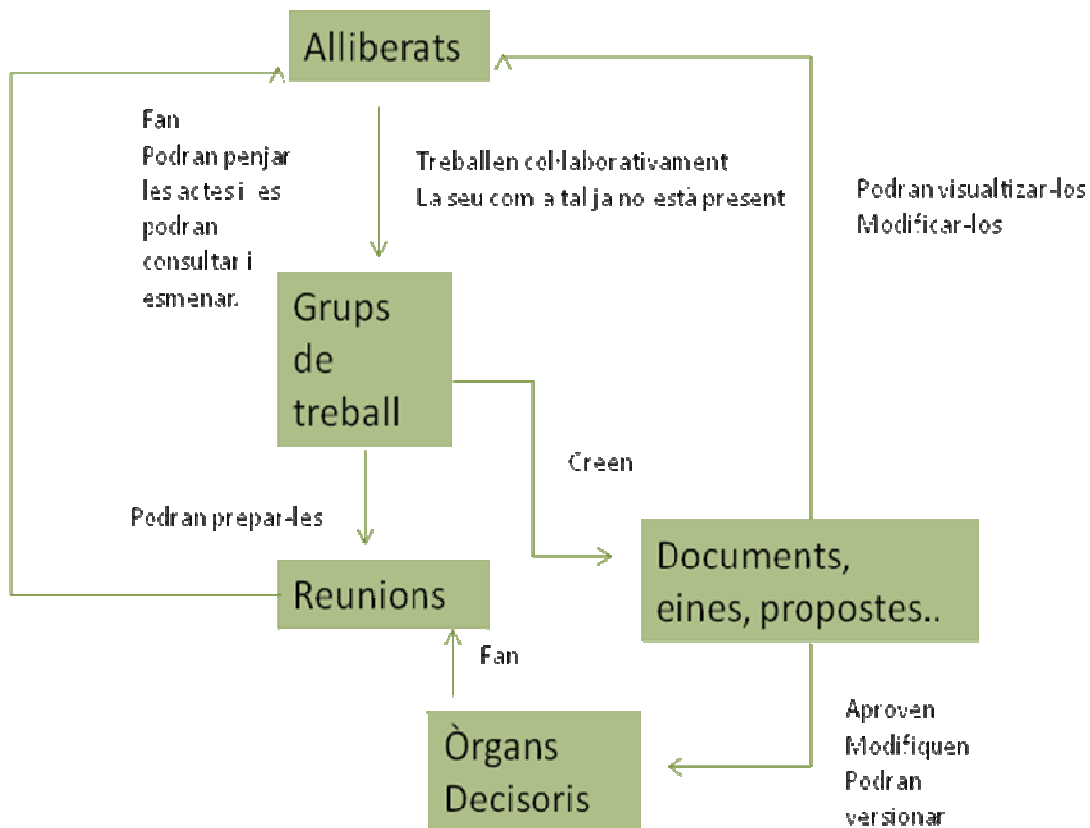 Alliberats
Fan
Podran penjar
les actes i es
podran
consultar i
esmenar.
Treballen col·laborativament
La seu com a tal ja no està present
Podran visualtizar-los
Modificar-los
Grups
de
treball
Creen
Podran prepar-les
Documents,
eines, propostes..
Reunions
Fan
Òrgans
Decisoris
Aproven
Modifiquen
Podran
versionar